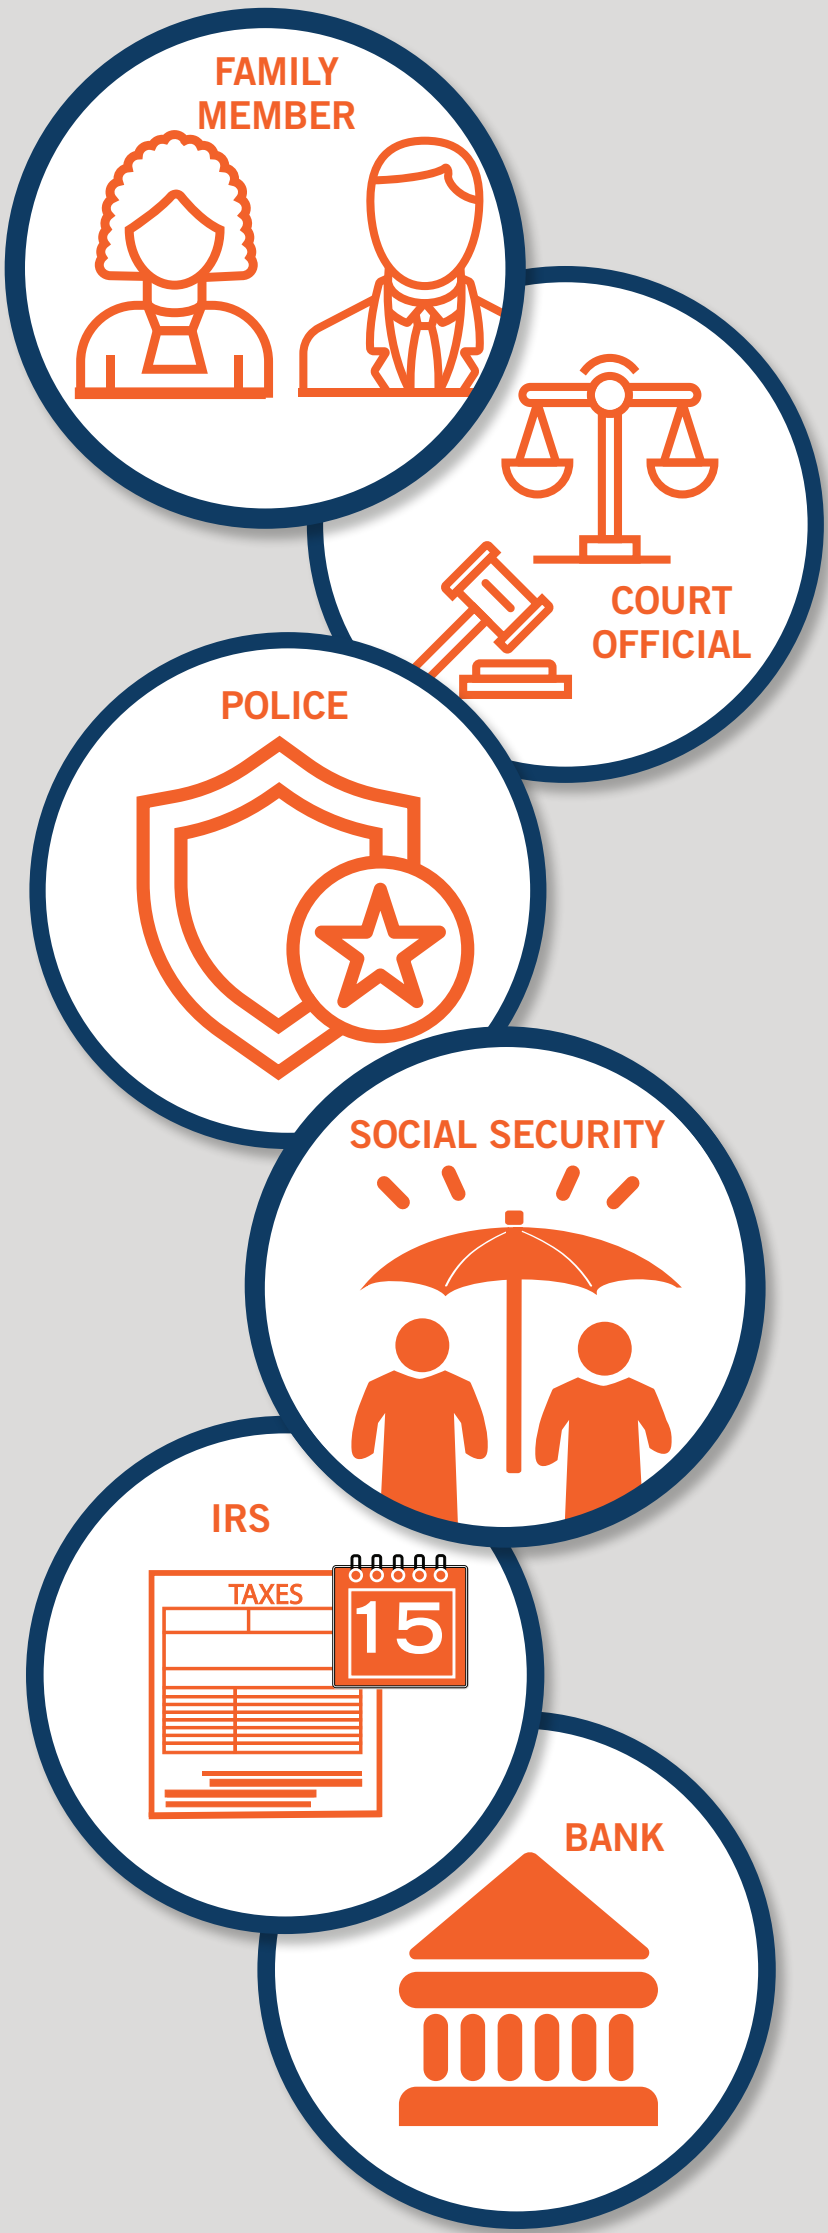 FAMILY
MEMBER
COURT
OFFICIAL
POLICE
SOCIAL SECURITY
IRS
TAXES
15
BANK